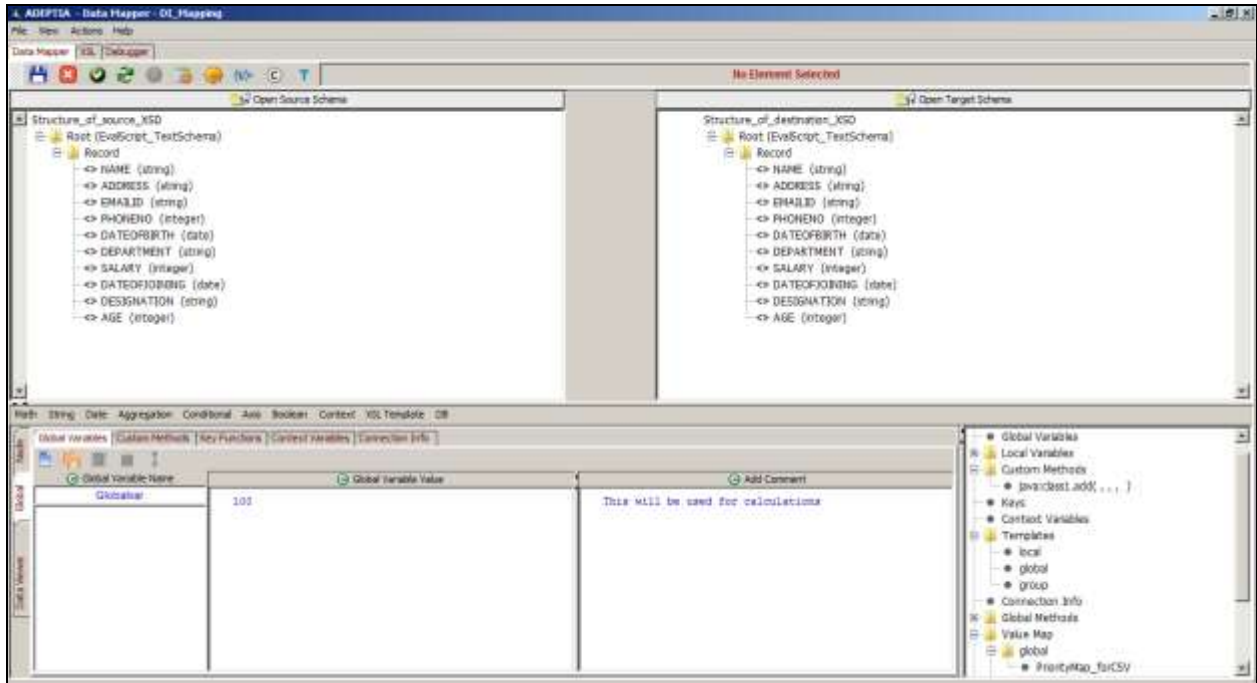 ADEPTIA - Data Mapper - DI_Mapping
File View Actions Help
Data Mapper XSL Debugger
No Element Selected
Open Source Schema
Open Target Schema
Structure_of_source_XSD
Root (EvalScript_TextSchema)
Record
<> NAME (string)
<> ADDRESS (string)
<> EMAILID (string)
<> PHONENO (integer)
<> DATEOFBIRTH (date)
<> DEPARTMENT (string)
<> SALARY (integer)
<> DATEOFJOINING (date)
<> DESIGNATION (string)
<> AGE (integer)
Structure_of_destination_XSD
Root (EvalScript_TextSchema)
Record
<> NAME (string)
<> ADDRESS (string)
<> EMAILID (string)
<> PHONENO (integer)
<> DATEOFBIRTH (date)
<> DEPARTMENT (string)
<> SALARY (integer)
<> DATEOFJOINING (date)
<> DESIGNATION (string)
<> AGE (integer)
Math String Date Aggregation Conditional Axis Boolean Context XSL Template DB
Node
Global
Data Viewer
Global Variables Custom Methods Key Functions Context Variables Connection Info
Global Variable Name Global Variable Value Add Comment
Globalvar 100 This will be used for calculations
Global Variables
Local Variables
Custom Methods
java:class1.add( , , , )
Keys
Context Variables
Templates
local
global
group
Connection Info
Global Methods
Value Map
global
PriorityMap_forCSV